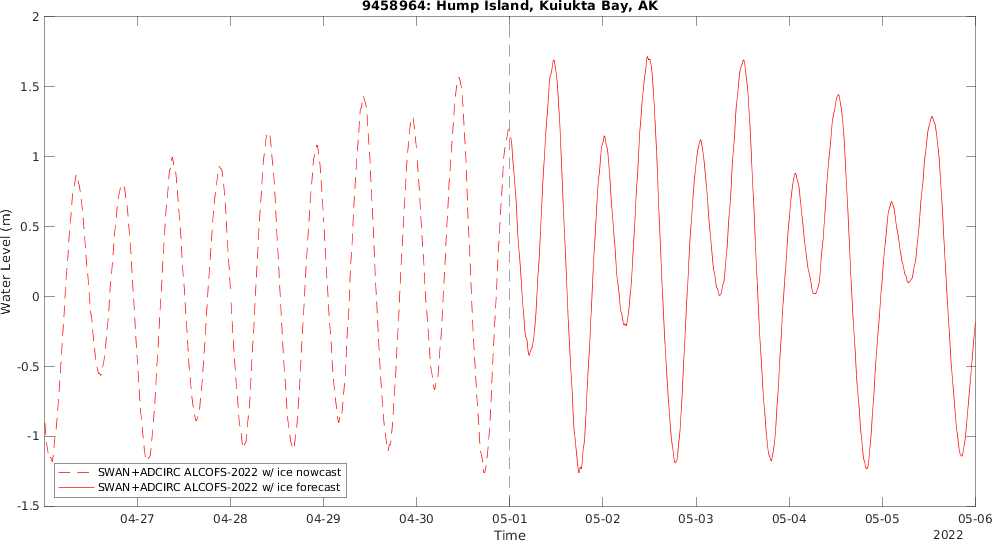 9458964: Hump Island, Kuiukta Bay, AK
2
1.5
1
0.5
0
-0.5
-1
-1.5
Water Level (m)
SWAN+ADCIRC ALCOFS-2022 w/ ice nowcast
SWAN+ADCIRC ALCOFS-2022 w/ ice forecast
04-27 04-28 04-29 04-30 05-01 05-02 05-03 05-04 05-05 05-06
Time
2022